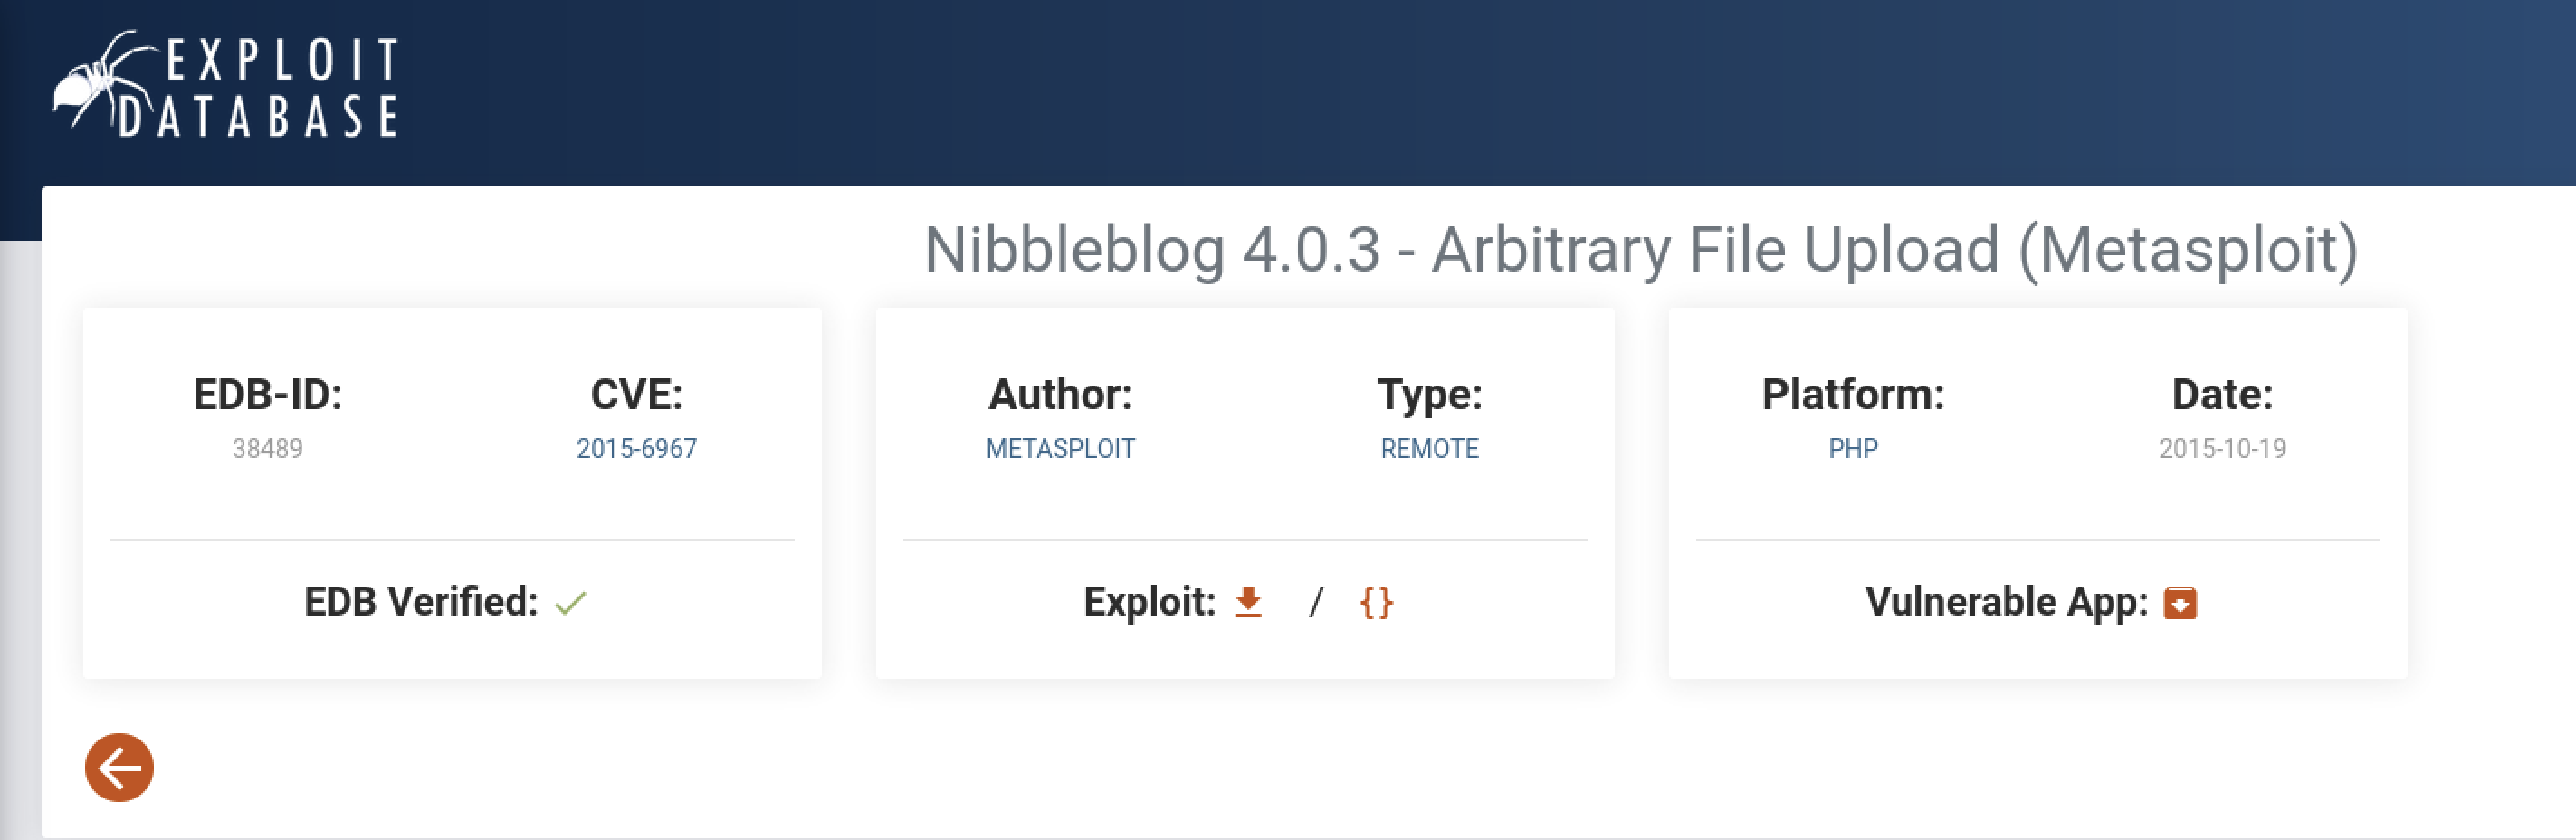 EXPLOIT
DATABASE
Nibbleblog 4.0.3 - Arbitrary File Upload (Metasploit)
EDB-ID:
38489
CVE:
2015-6967
EDB Verified:
Author:
METASPLOIT
Type:
REMOTE
Exploit: / {}
Platform:
PHP
Date:
2015-10-19
Vulnerable App: